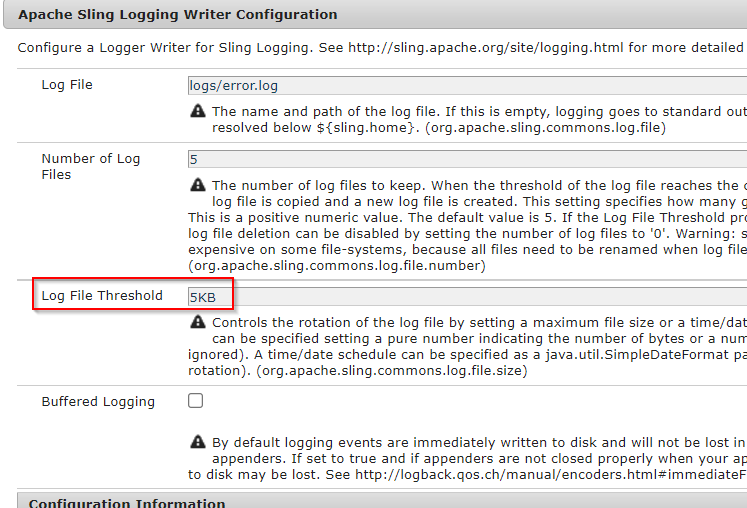 Apache Sling Logging Writer Configuration
Configure a Logger Writer for Sling Logging. See http://sling.apache.org/site/logging.html for more detailed
Log File
logs/error.log
The name and path of the log file. If this is empty, logging goes to standard out
resolved below ${sling.home}. (org.apache.sling.commons.log.file)
Number of Log
Files
5
The number of log files to keep. When the threshold of the log file reaches the
log file is copied and a new log file is created. This setting specifies how many
This is a positive numeric value. The default value is 5. If the Log File Threshold pro
log file deletion can be disabled by setting the number of log files to '0'. Warning: s
expensive on some file-systems, because all files need to be renamed when log file
(org.apache.sling.commons.log.file.number)
Log File Threshold
5KB
Controls the rotation of the log file by setting a maximum file size or a time/dat
can be specified setting a pure number indicating the number of bytes or a num
ignored). A time/date schedule can be specified as a java.util.SimpleDateFormat pa
rotation). (org.apache.sling.commons.log.file.size)
Buffered Logging
By default logging events are immediately written to disk and will not be lost in
appenders. If set to true and if appenders are not closed properly when your ap
to disk may be lost. See http://logback.qos.ch/manual/encoders.html#immediateF
Configuration Information